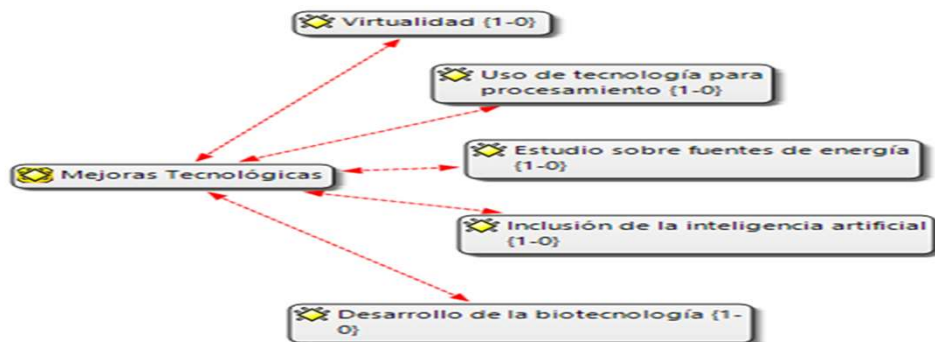 Virtualidad {1-0}
Uso de tecnología para
procesamiento {1-0}
Estudio sobre fuentes de energía
{1-0}
Mejoras Tecnológicas
Inclusión de la inteligencia artificial
{1-0}
Desarrollo de la biotecnología {1-
0}